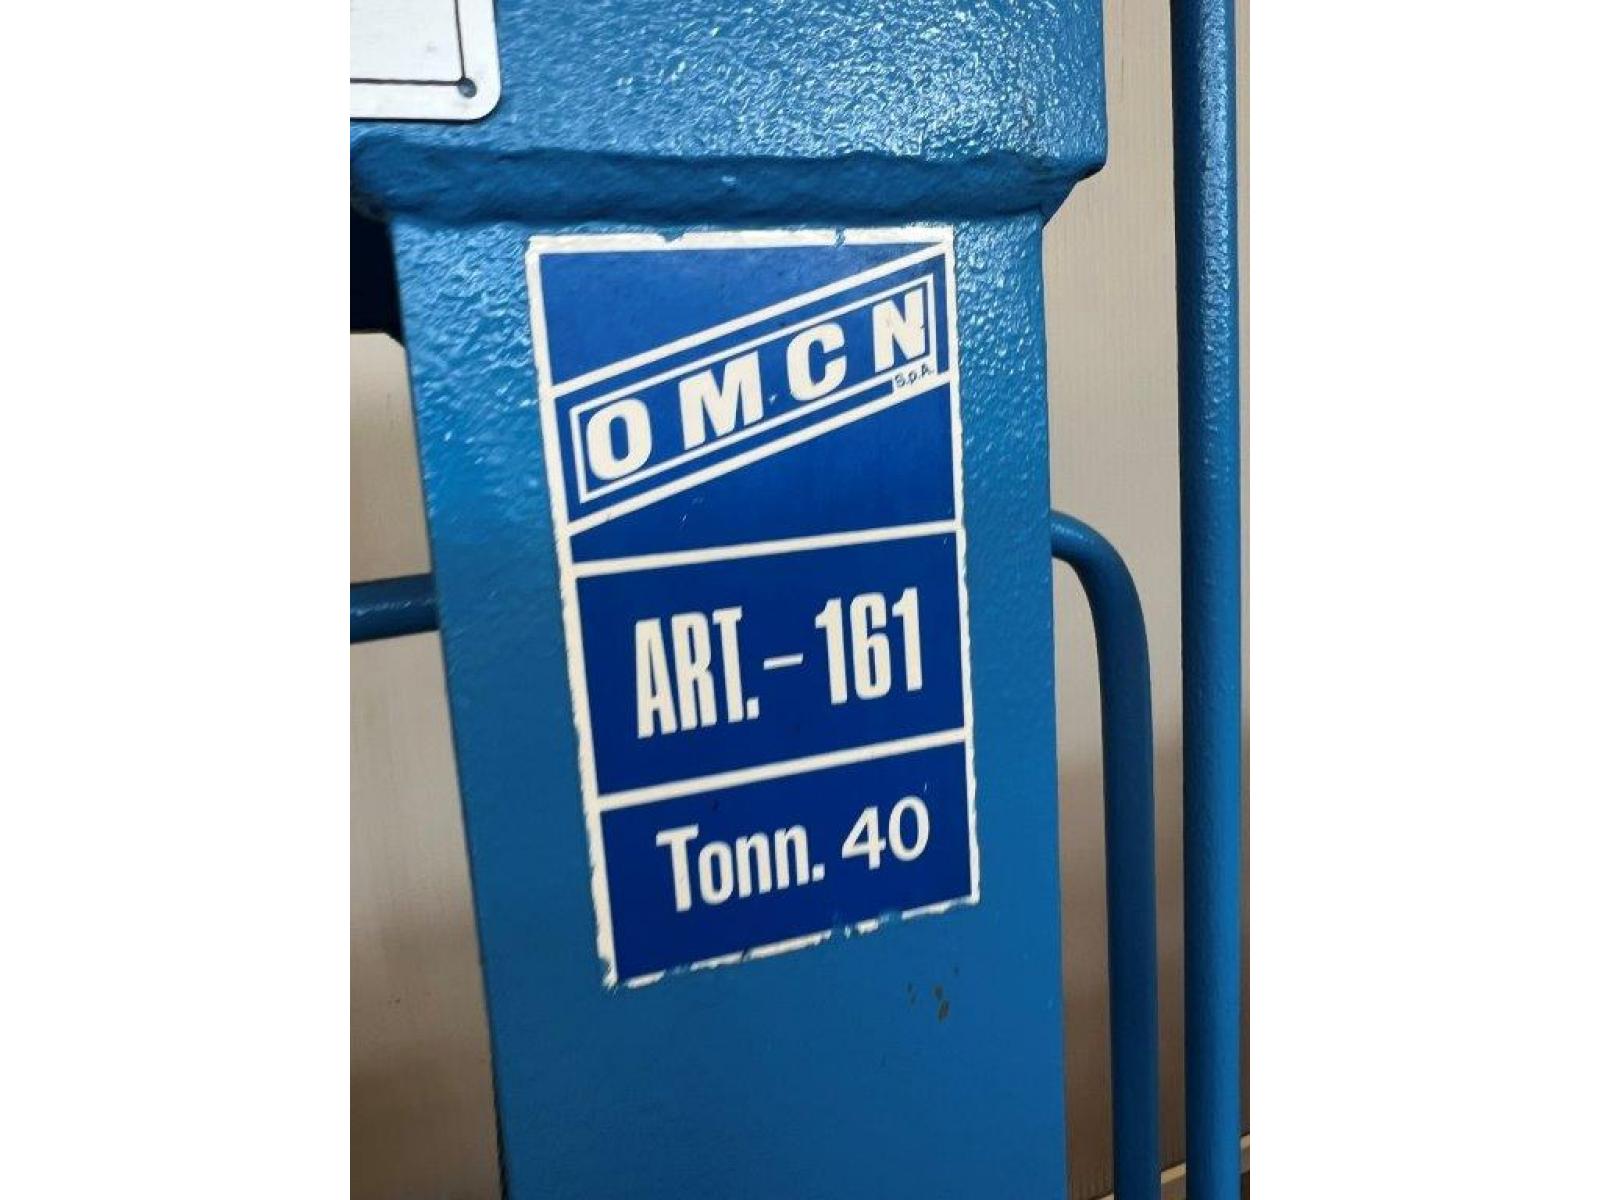 OMCN
S.p.A.
ART.-161
Tonn. 40